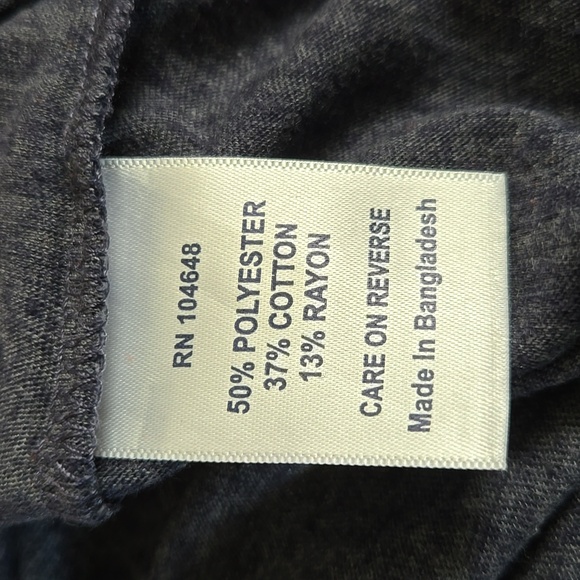 RN 104648
50% POLYESTER
37% COTTON
13% RAYON
CARE ON REVERSE
Made In Bangladesh